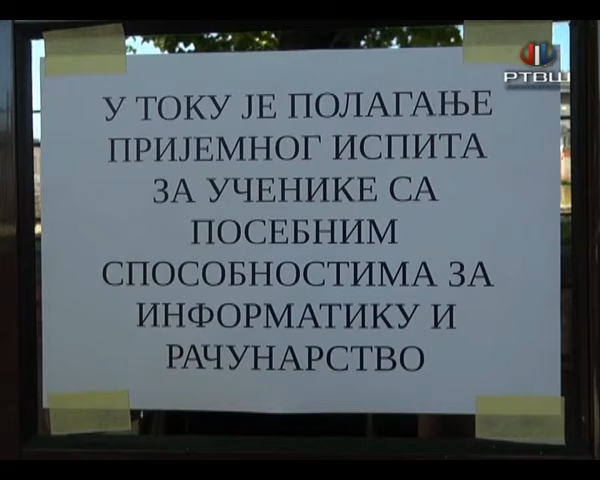 РТВШ
У ТОКУ ЈЕ ПОЛАГАЊЕ
ПРИЈЕМНОГ ИСПИТА
ЗА УЧЕНИКЕ СА
ПОСЕБНИМ
СПОСОБНОСТИМА ЗА
ИНФОРМАТИКУ И
РАЧУНАРСТВО